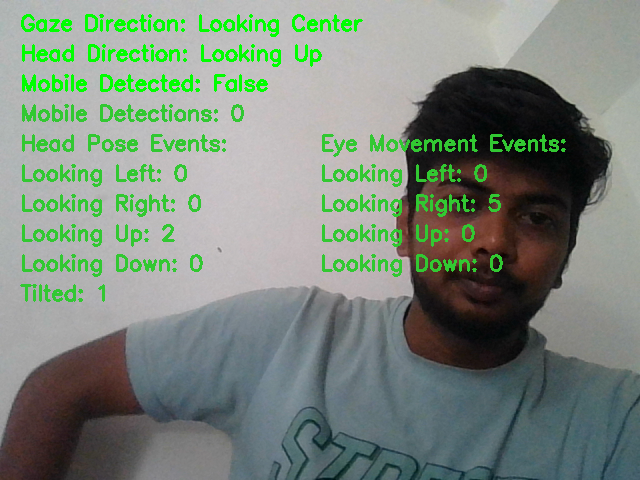 Gaze Direction: Looking Center
Head Direction: Looking Up
Mobile Detected: False
Mobile Detections: 0
Head Pose Events:
Looking Left: 0
Looking Right: 0
Looking Up: 2
Looking Down: 0
Tilted: 1
Eye Movement Events:
Looking Left: 0
Looking Right: 5
Looking Up: 0
Looking Down: 0